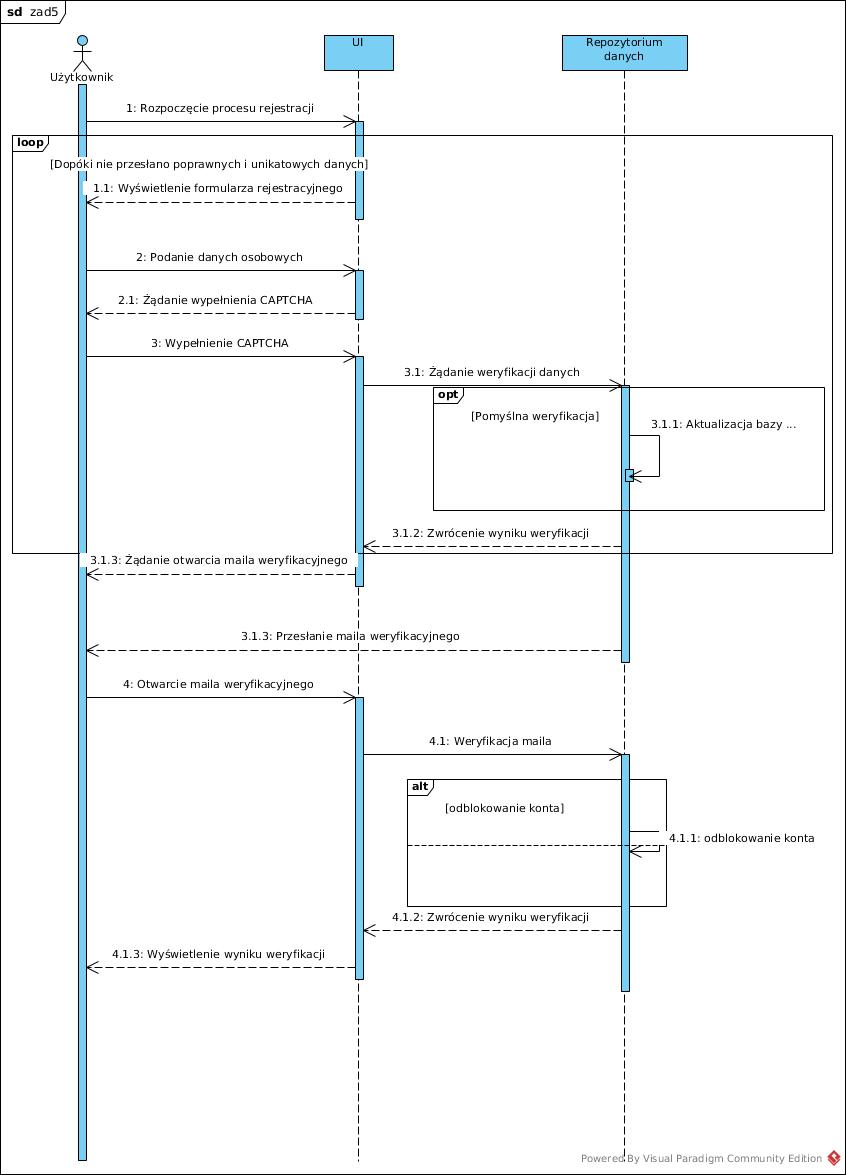 sd zad5
Użytkownik
UI
Repozytorium
danych
1: Rozpoczęcie procesu rejestracji
loop
[Dopóki nie przesłano poprawnych i unikatowych danych]
1.1: Wyświetlenie formularza rejestracyjnego
2: Podanie danych osobowych
2.1: Żądanie wypełnienia CAPTCHA
3: Wypełnienie CAPTCHA
3.1: Żądanie weryfikacji danych
opt
[Pomyślna weryfikacja]
3.1.1: Aktualizacja bazy ...
3.1.2: Zwrócenie wyniku weryfikacji
3.1.3: Żądanie otwarcia maila weryfikacyjnego
3.1.3: Przesłanie maila weryfikacyjnego
4: Otwarcie maila weryfikacyjnego
4.1: Weryfikacja maila
alt
[odblokowanie konta]
4.1.1: odblokowanie konta
4.1.2: Zwrócenie wyniku weryfikacji
4.1.3: Wyświetlenie wyniku weryfikacji
Powered By Visual Paradigm Community Edition